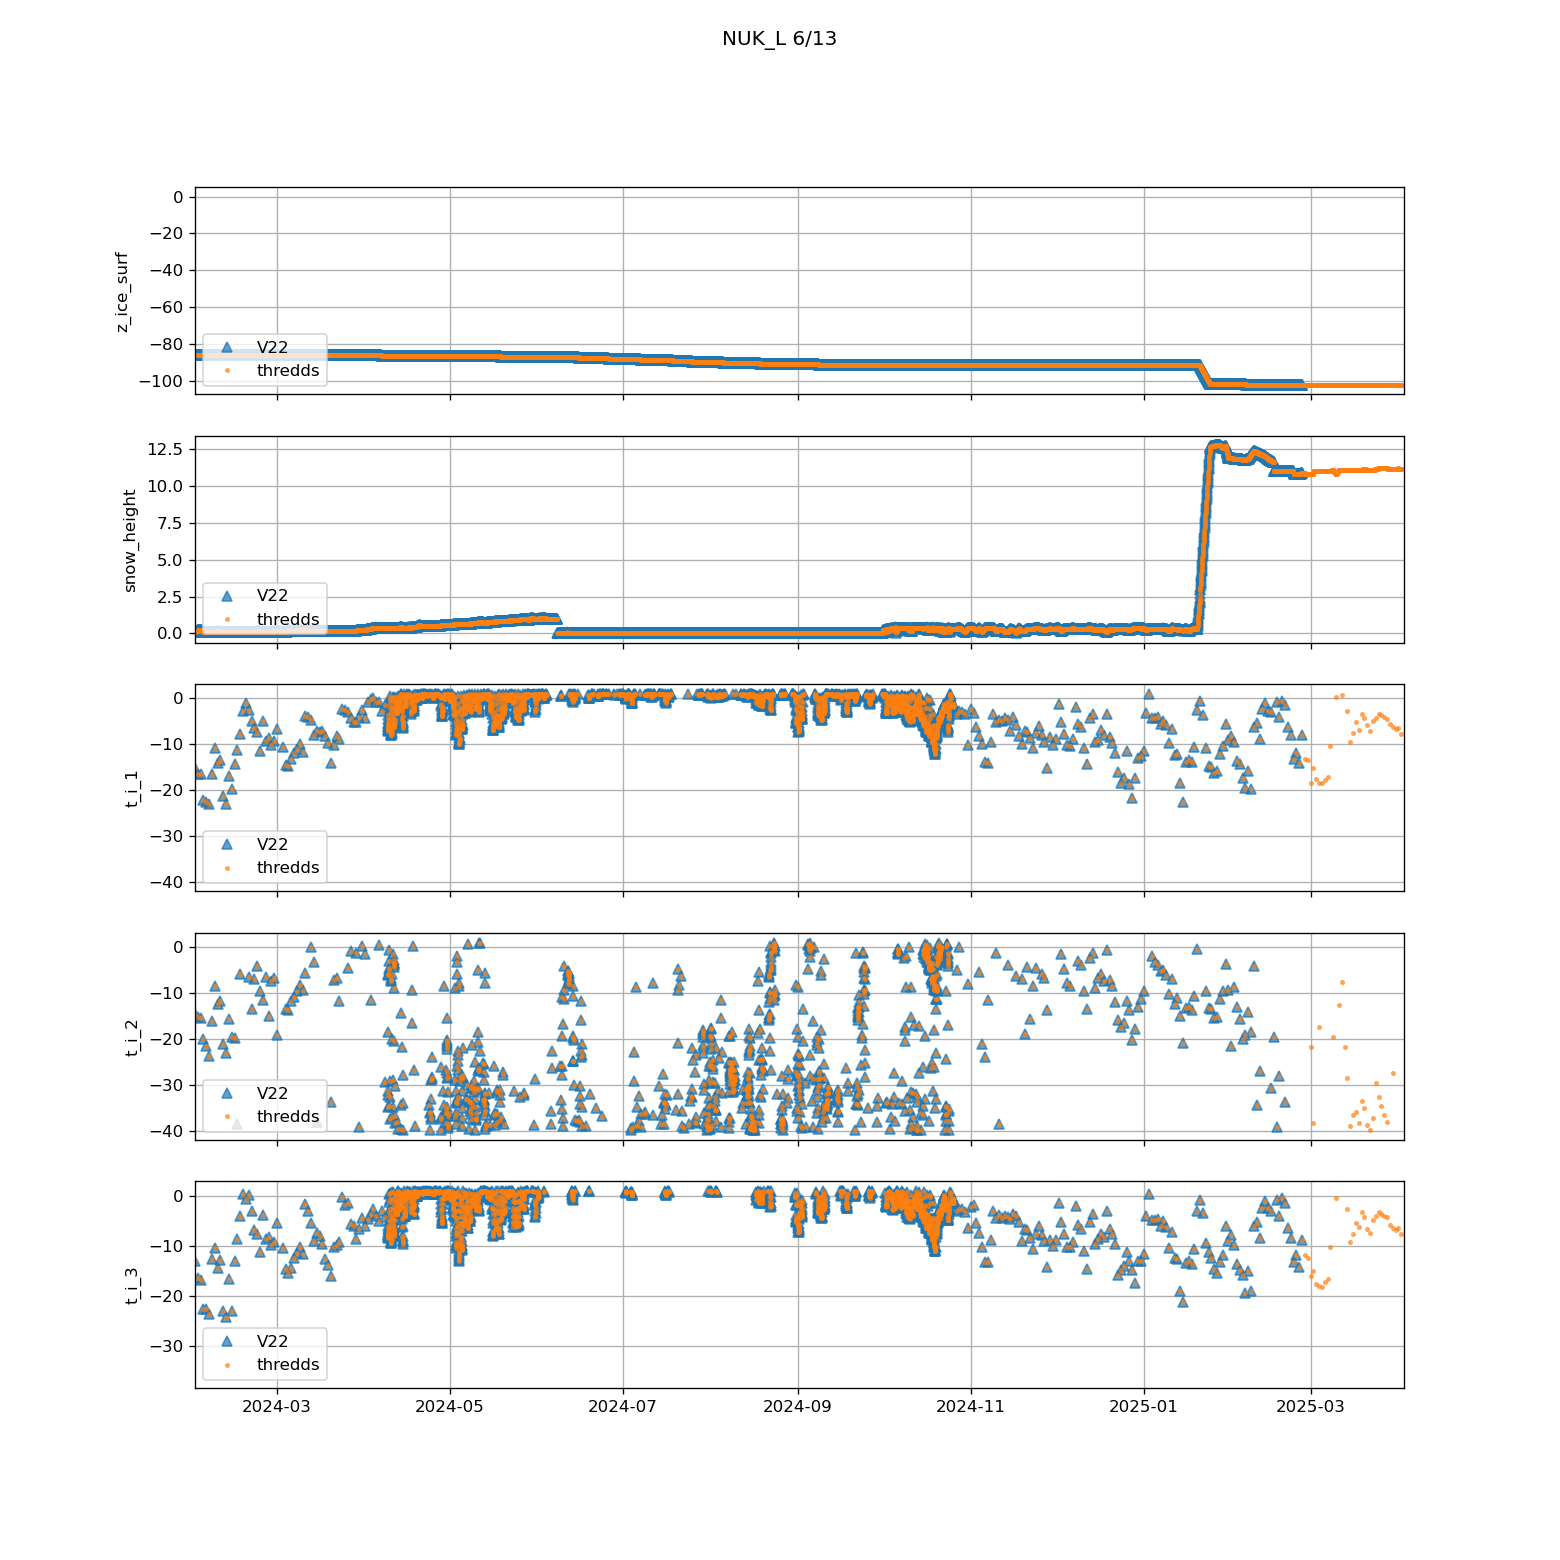 NUK_L 6/13
0
−20
−40
−60
−80
−100
z_ice_surf
V22
thredds
12.5
10.0
7.5
5.0
2.5
0.0
snow_height
V22
thredds
0
−10
−20
−30
−40
t_i_1
V22
thredds
0
−10
−20
−30
−40
t_i_2
V22
thredds
0
−10
−20
−30
t_i_3
V22
thredds
2024-03 2024-05 2024-07 2024-09 2024-11 2025-01 2025-03